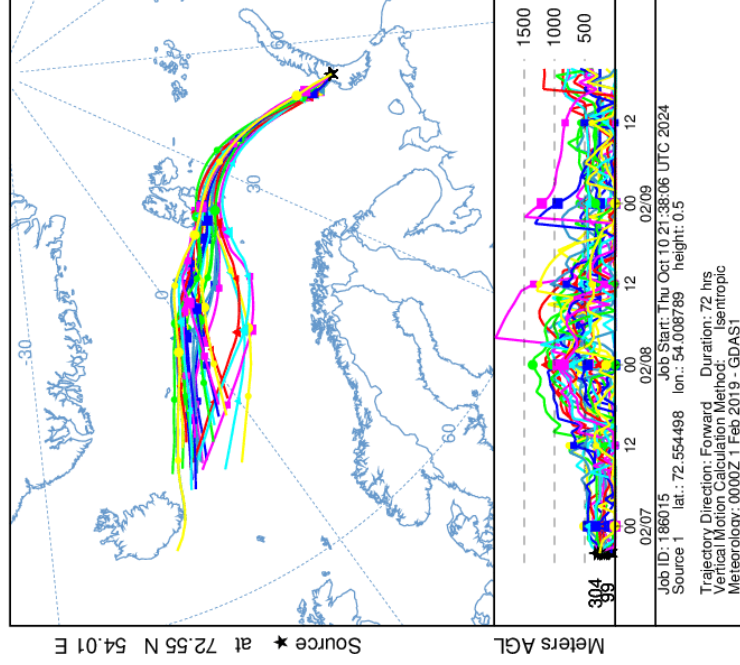 Source ★ at 72.55 N 54.01 E
-30
0
30
60
60
Meters AGL
1500
1000
500
304
99
00 12 00 12 00 12
02/07 02/08 02/09
Job ID: 186015 Job Start: Thu Oct 10 21:38:06 UTC 2024
Source 1 lat.: 72.554498 lon.: 54.008789 height: 0.5
Trajectory Direction: Forward Duration: 72 hrs
Vertical Motion Calculation Method: Isentropic
Meteorology: 0000Z 1 Feb 2019 - GDAS1